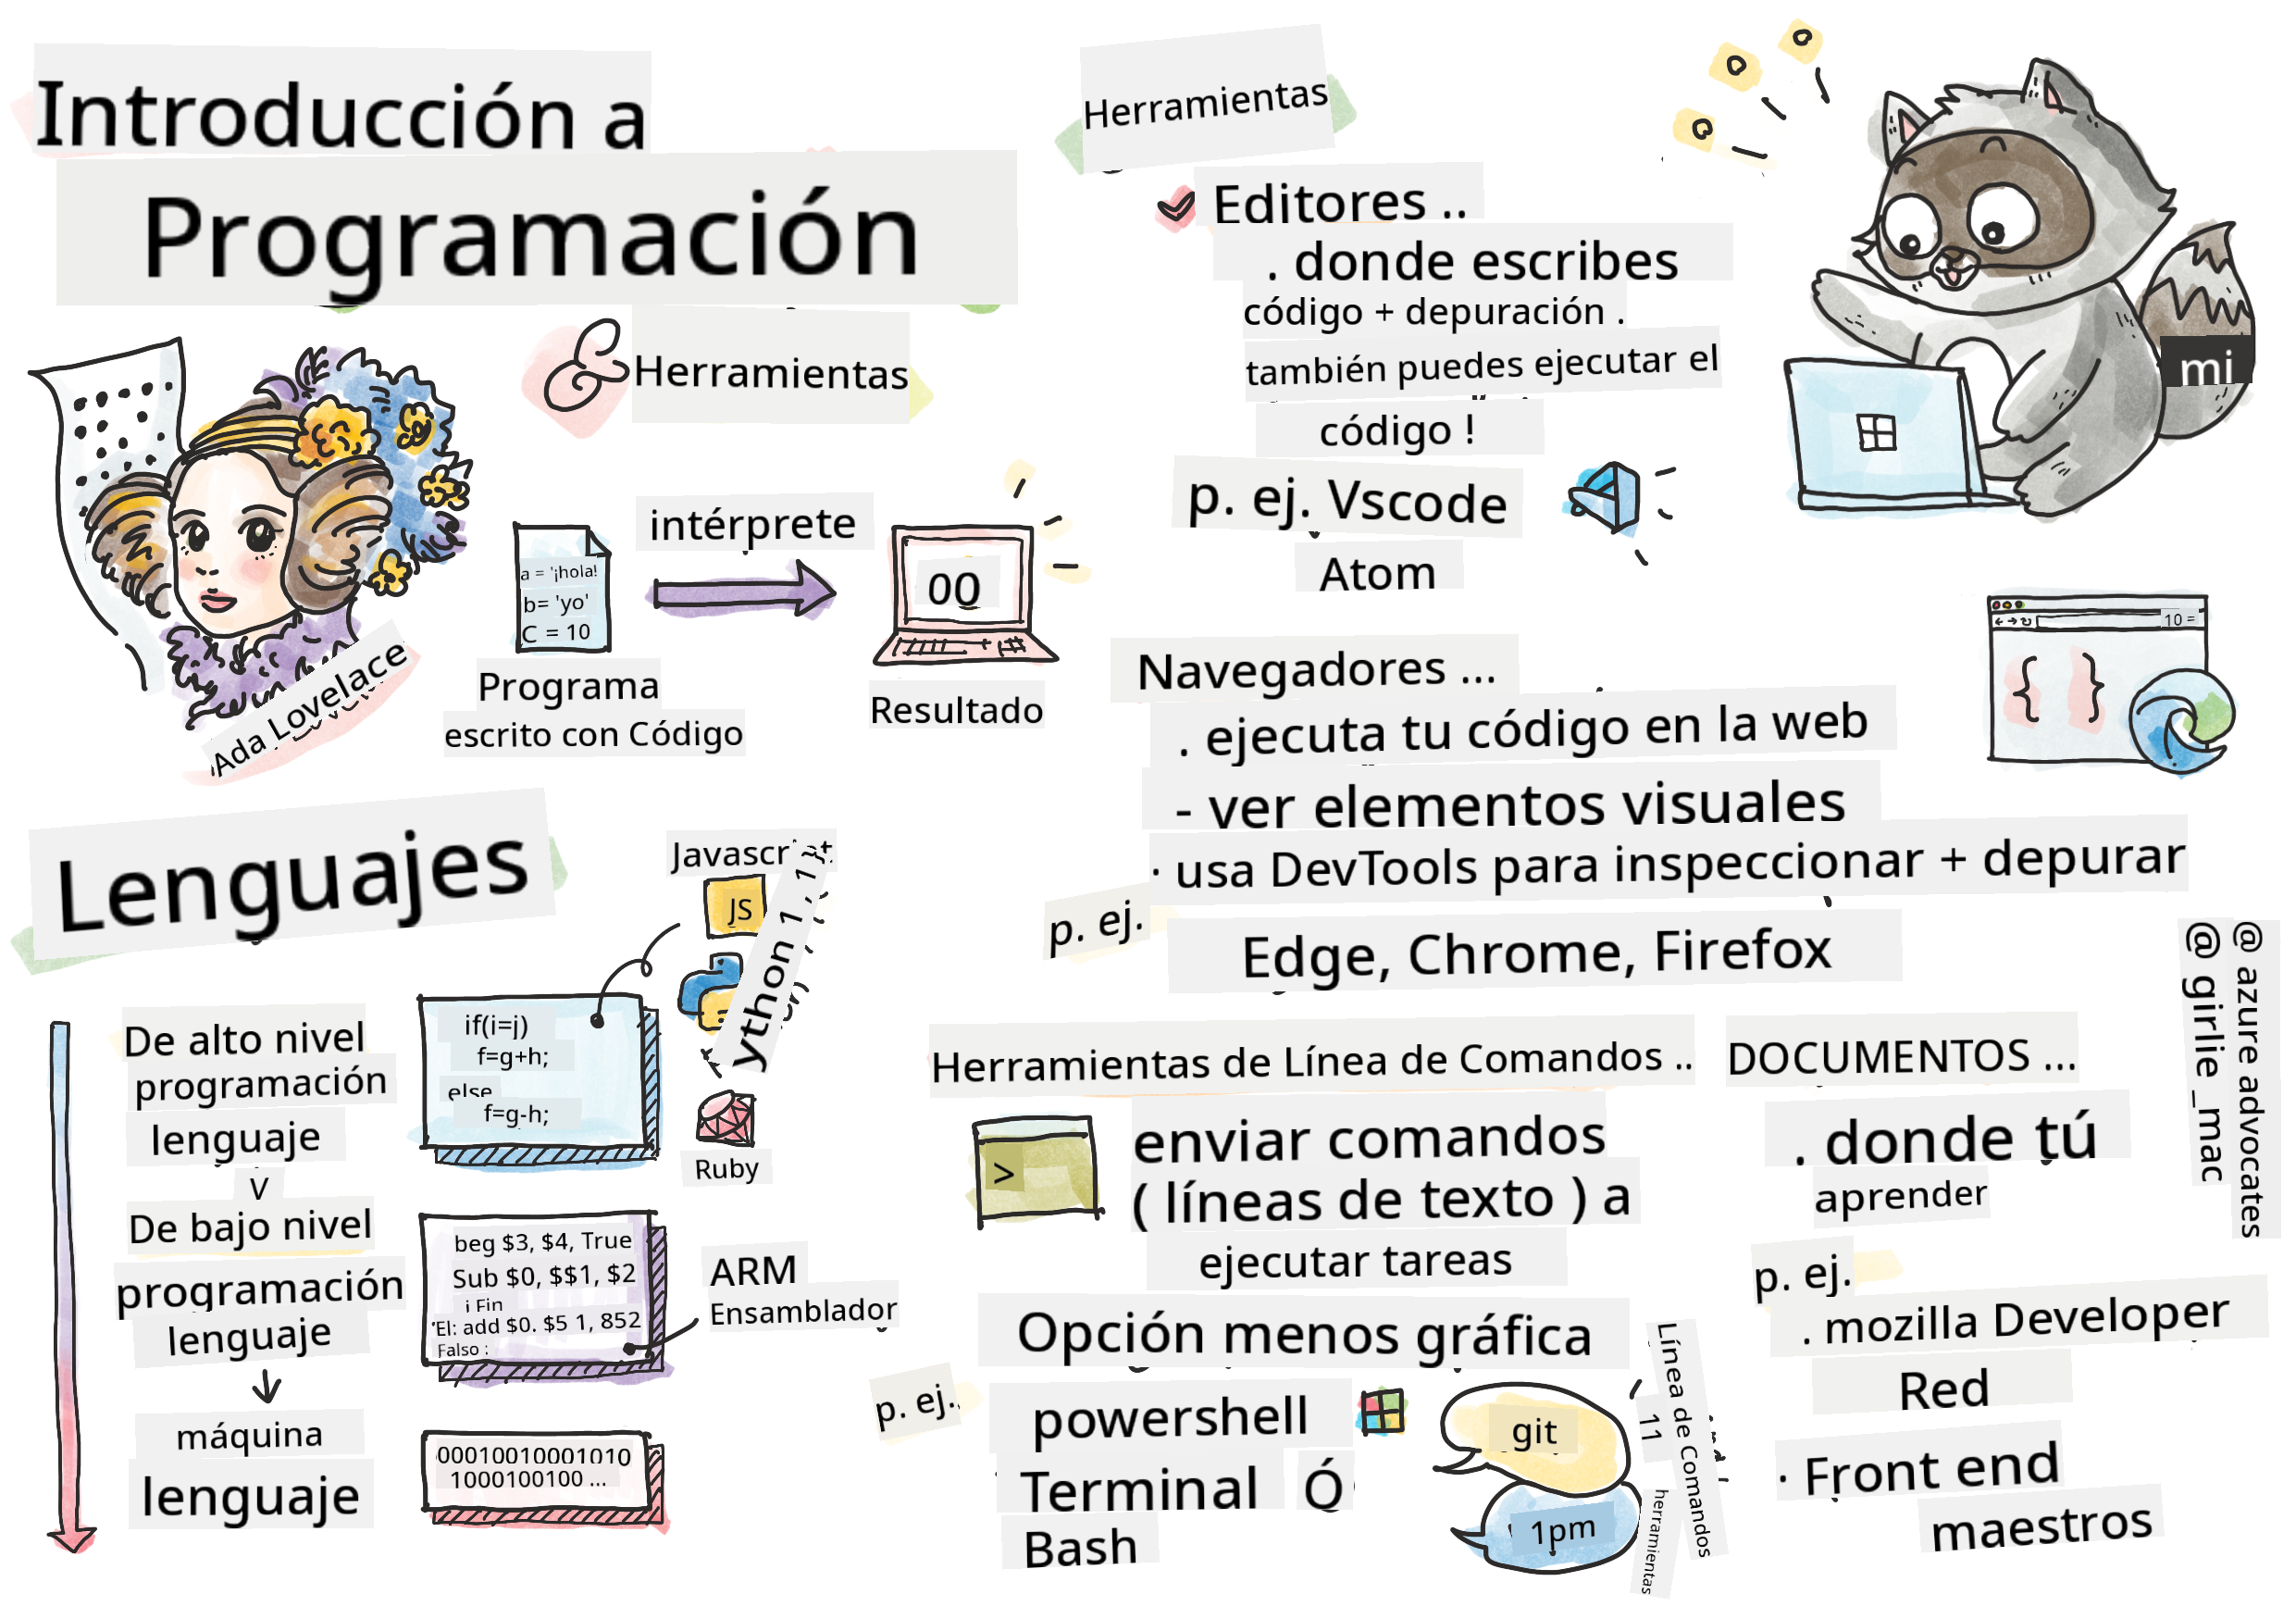 Introducción a
Programación
& Herramientas
Ada Lovelace
a = '¡hola!
b= 'yo'
C = 10
intérprete
00
Programa
escrito con Código
Resultado
Lenguajes
De alto nivel
programación
lenguaje
V
De bajo nivel
programación
lenguaje
máquina
lenguaje
if(i=j)
f=g+h;
else
f=g-h;
Javascript
JS
ython 1,
Ruby
beg $3, $4, True
Sub $0, $$1, $2
¡ Fin
'El: add $0. $5 1, 852
Falso :
ARM
Ensamblador
00010010001010
1000100100 ...
Herramientas
Editores ..
. donde escribes
código + depuración .
también puedes ejecutar el
código !
p. ej. Vscode
Atom
mi
Navegadores ...
. ejecuta tu código en la web
- ver elementos visuales
· usa DevTools para inspeccionar + depurar
p. ej.
Edge, Chrome, Firefox
10 =
{ }
Herramientas de Línea de Comandos ..
>
enviar comandos
( líneas de texto ) a
ejecutar tareas
Opción menos gráfica
p. ej.
powershell
Terminal Ó
Bash
git
1pm
Línea de Comandos
11
herramientas
DOCUMENTOS ...
. donde tú
aprender
p. ej.
. mozilla Developer
Red
· Front end
maestros
@ azure advocates
@ girlie_mac